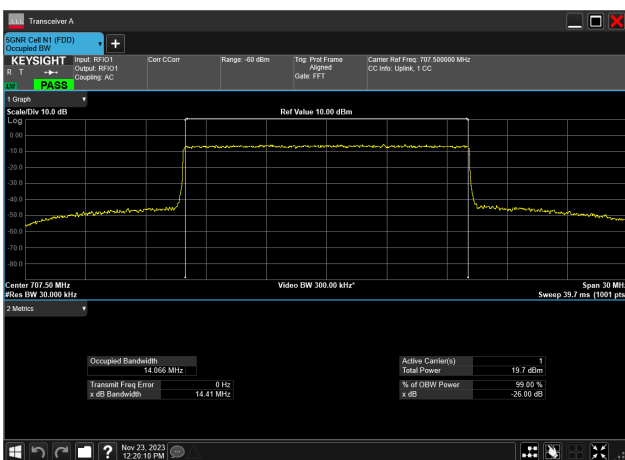 Transceiver A
5GNR Cell N1 (FDD)
Occupied BW
KEYSIGHT
R T
LXI
PASS
Input: RFIO1
Output: RFIO1
Coupling: AC
Corr CCorr
Range: -60 dBm
Trig: Prot Frame
Aligned
Gate: FFT
Carrier Ref Freq: 707.500000 MHz
CC Info: Uplink, 1 CC
1 Graph
Scale/Div 10.0 dB
Ref Value 10.00 dBm
Log
0.00
-10.0
-20.0
-30.0
-40.0
-50.0
-60.0
-70.0
-80.0
Center 707.50 MHz
Video BW 300.00 kHz*
Span 30 MH
#Res BW 30.000 kHz
Sweep 39.7 ms (1001 pts
2 Metrics
Occupied Bandwidth
14.066 MHz
Transmit Freq Error 0 Hz
x dB Bandwidth 14.41 MHz
Active Carrier(s) 1
Total Power 19.7 dBm
% of OBW Power 99.00 %
x dB -26.00 dB
Nov 23, 2023
12:20:10 PM